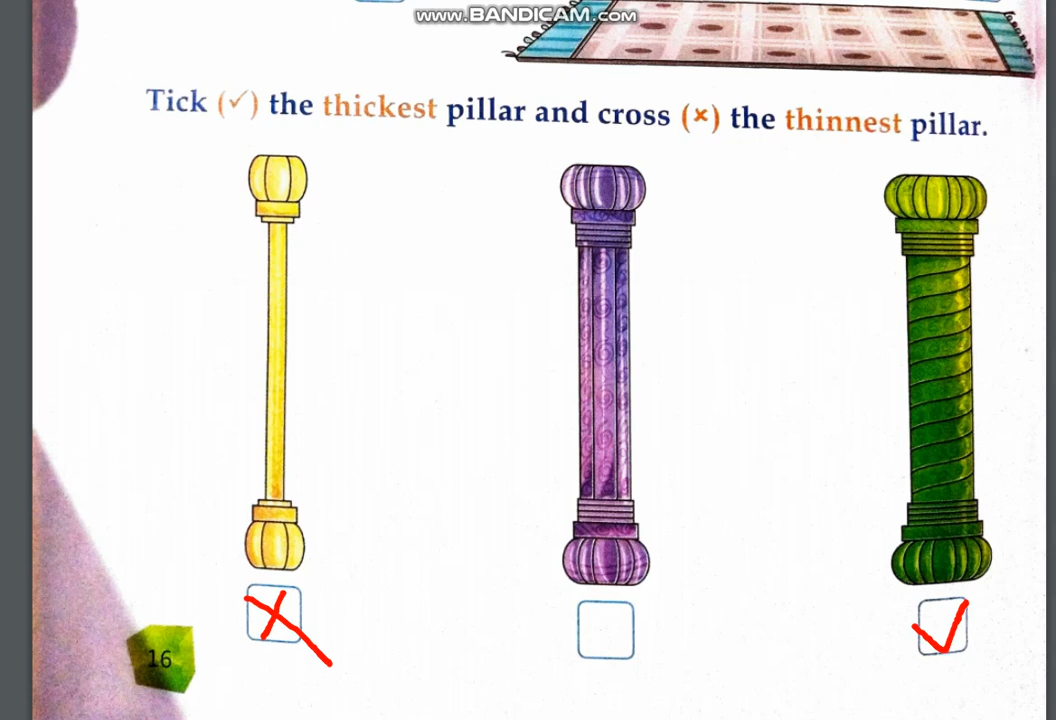 www.BANDICAM.com
Tick (✓) the thickest pillar and cross (×) the thinnest pillar.
16